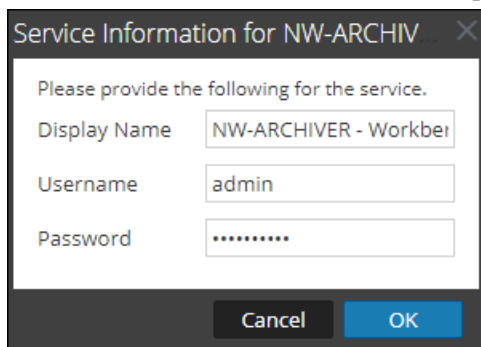 Service Information for NW-ARCHIV...
Please provide the following for the service.
Display Name NW-ARCHIVER - Workber
Username admin
Password ••••••••••
Cancel OK